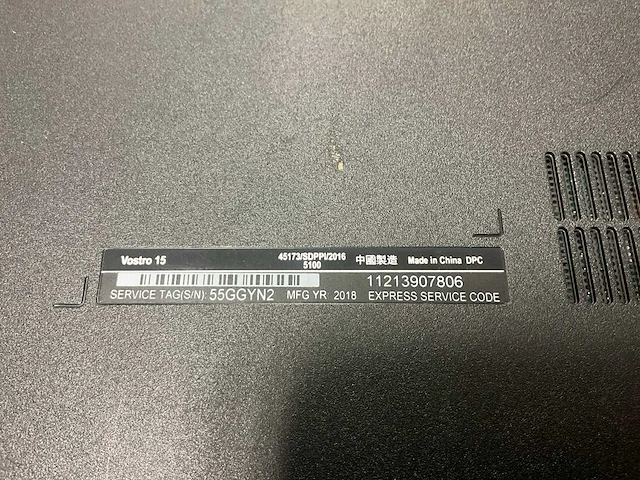 Vostro 15 45173/SDPPI/2016 中國製造 Made in China DPC
5100
11213907806
SERVICE TAG(S/N): 55GGYN2 MFG YR 2018 EXPRESS SERVICE CODE